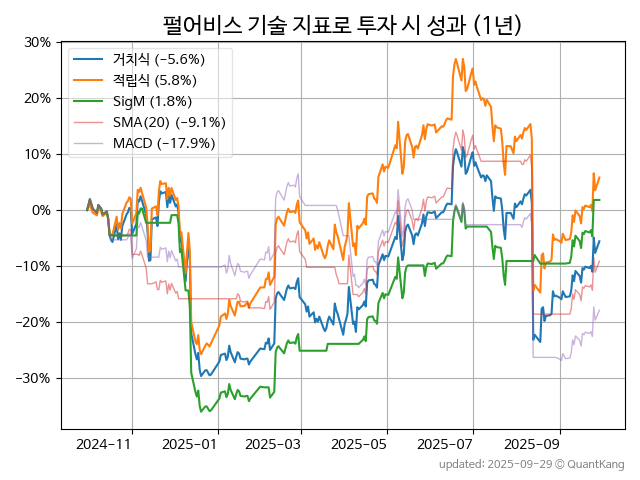 펄어비스 기술 지표로 투자 시 성과 (1년)
거치식 (−5.6%)
적립식 (5.8%)
SigM (1.8%)
SMA(20) (−9.1%)
MACD (−17.9%)
30%
20%
10%
0%
−10%
−20%
−30%
2024-11 2025-01 2025-03 2025-05 2025-07 2025-09
updated: 2025-09-29 © QuantKang